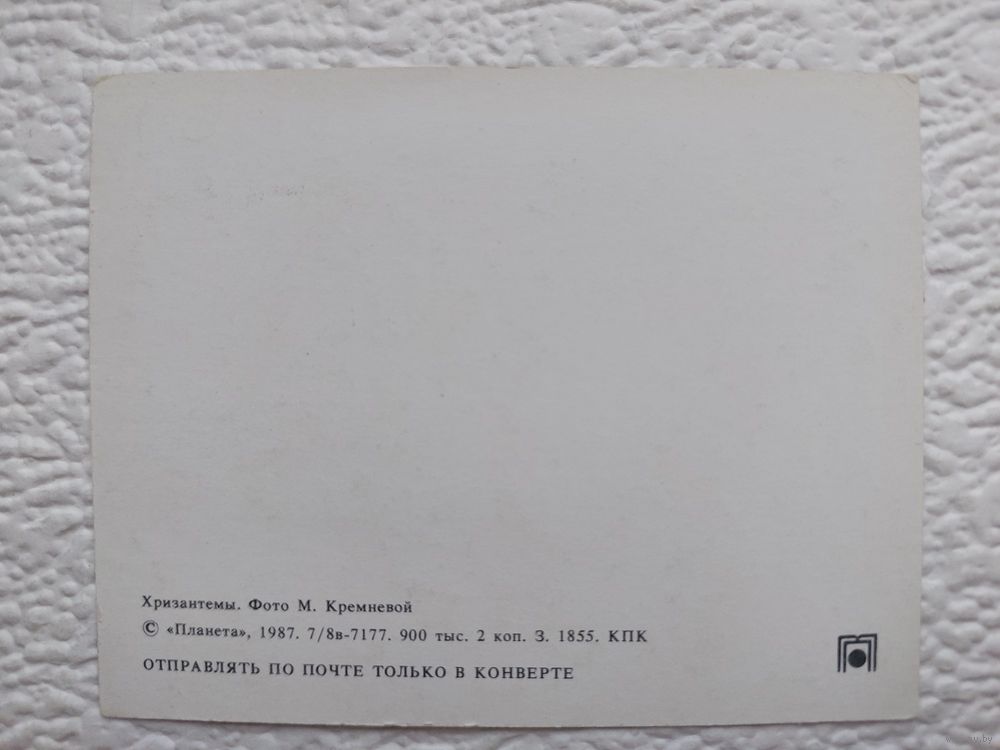 Хризантемы. Фото М. Кремневой
© «Планета», 1987. 7/8в-7177. 900 тыс. 2 коп. З. 1855. КПК
ОТПРАВЛЯТЬ ПО ПОЧТЕ ТОЛЬКО В КОНВЕРТЕ